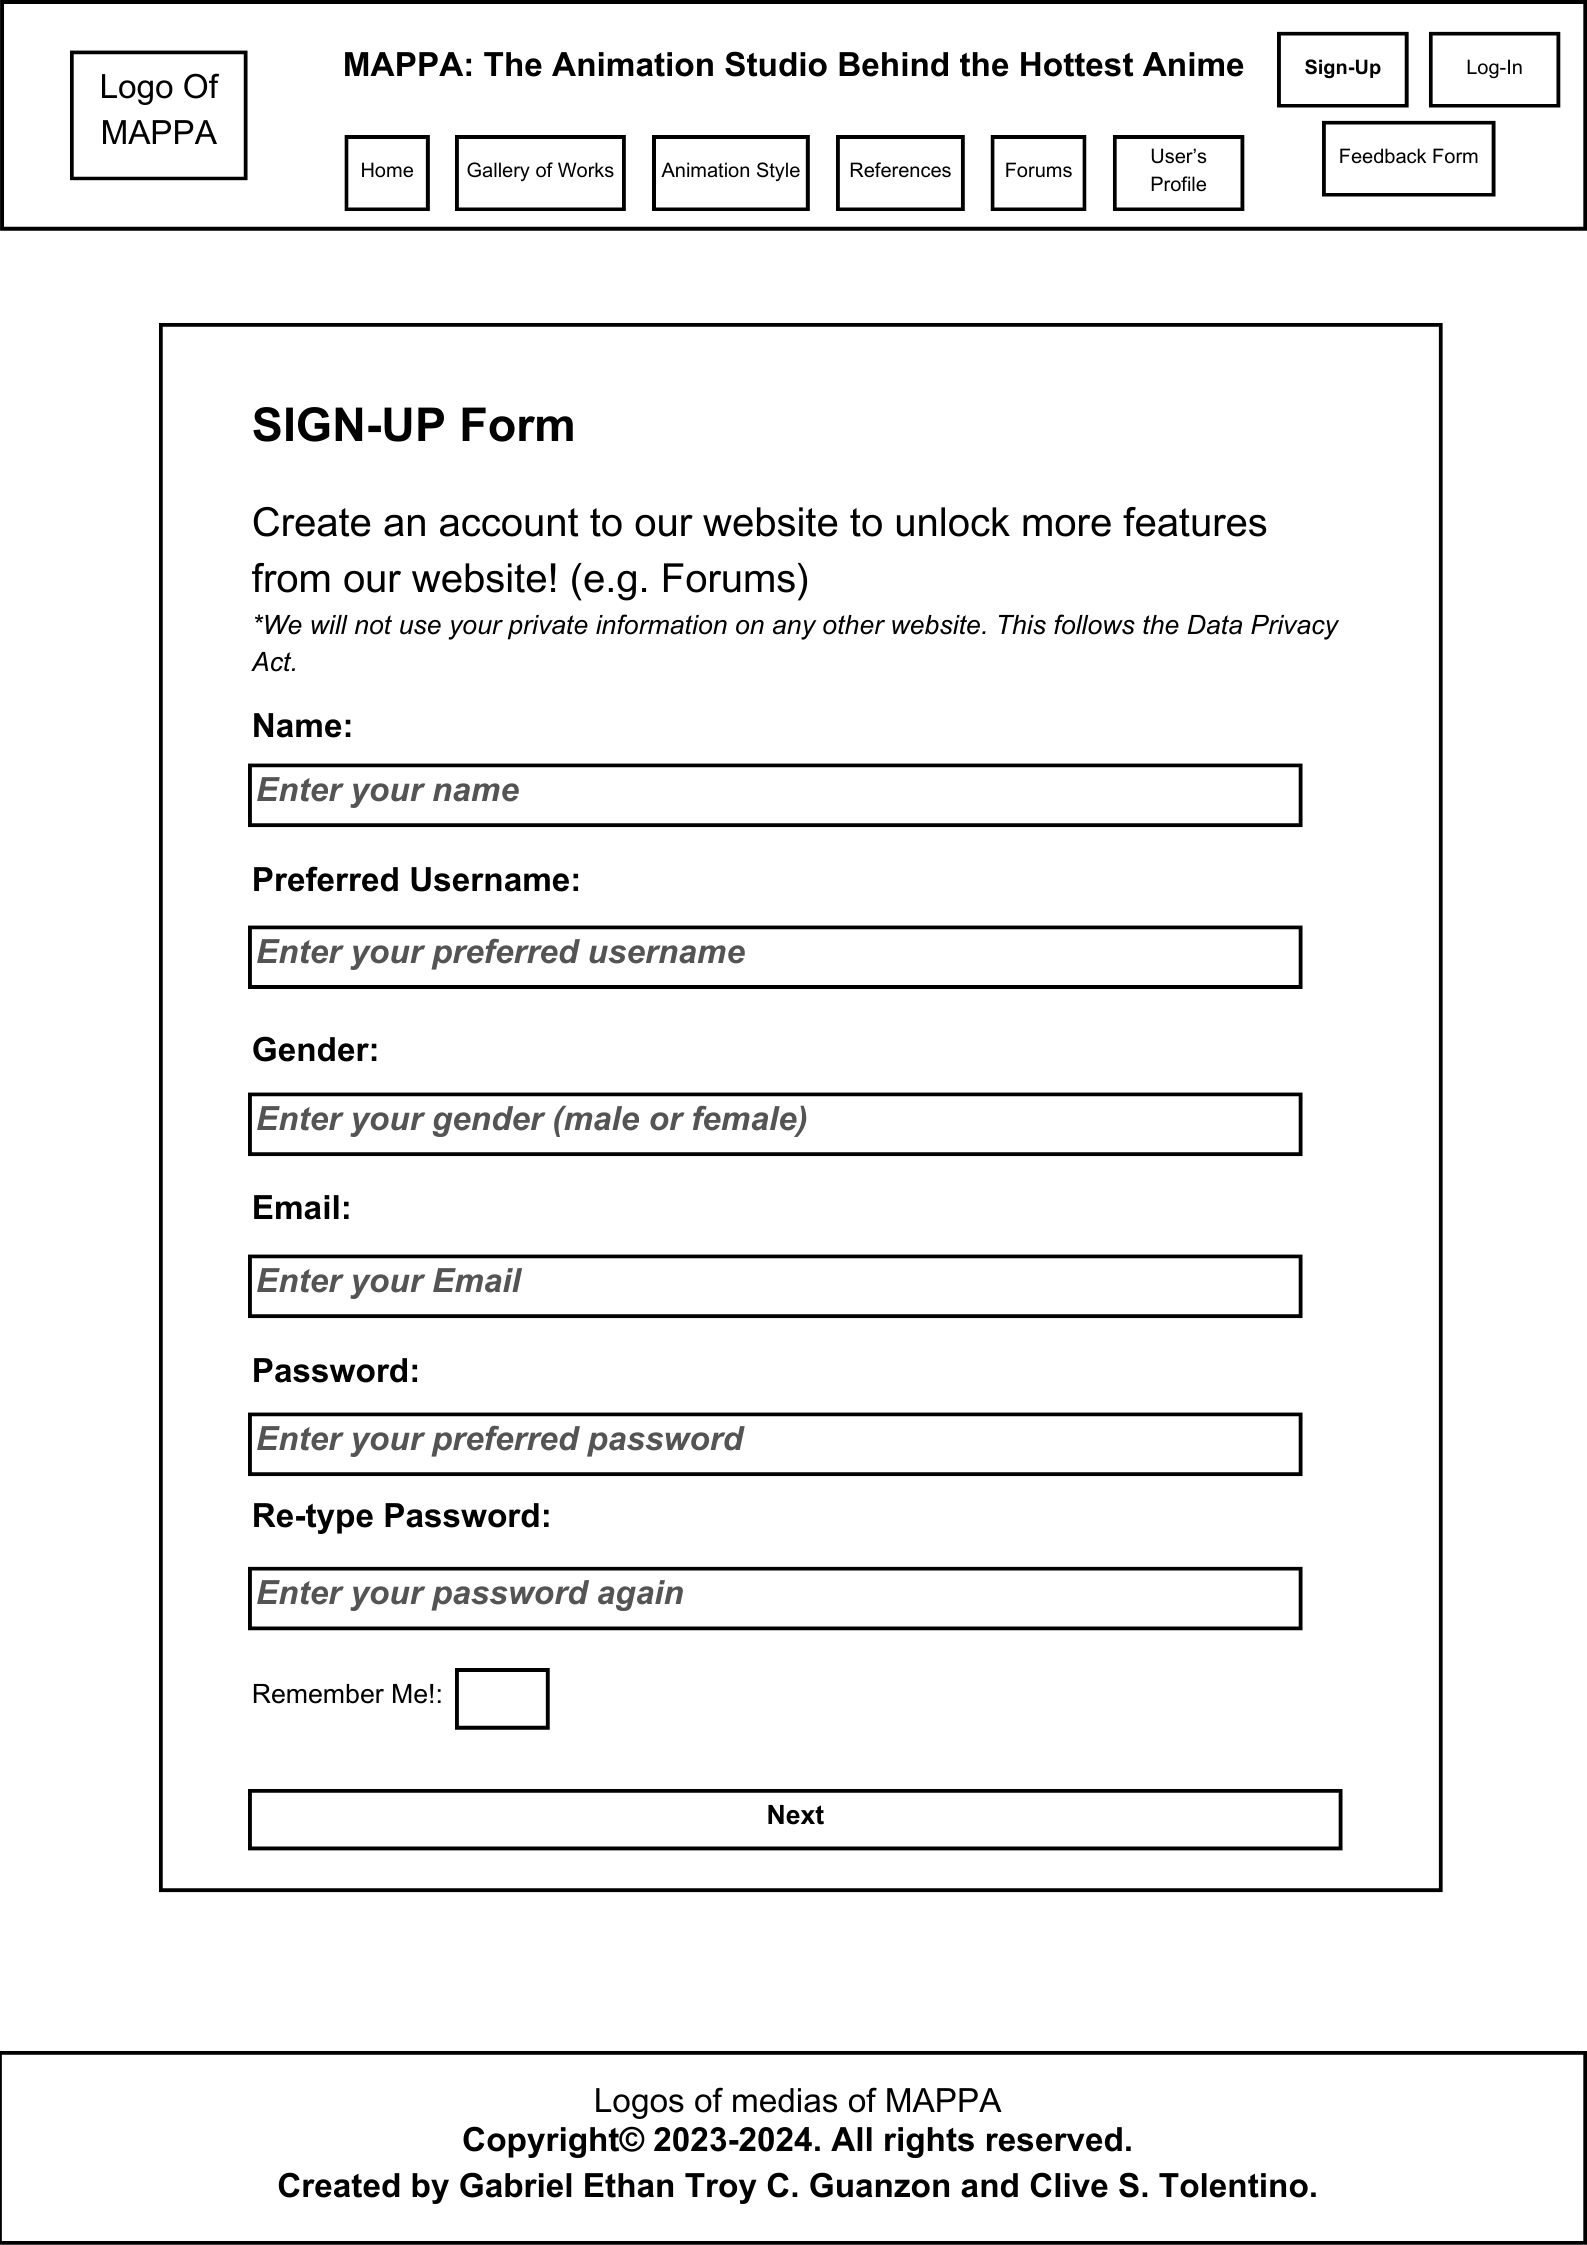 Logo Of
MAPPA
MAPPA: The Animation Studio Behind the Hottest Anime
Sign-Up
Log-In
Home
Gallery of Works
Animation Style
References
Forums
User’s
Profile
Feedback Form
SIGN-UP Form
Create an account to our website to unlock more features
from our website! (e.g. Forums)
*We will not use your private information on any other website. This follows the Data Privacy
Act.
Name:
Enter your name
Preferred Username:
Enter your preferred username
Gender:
Enter your gender (male or female)
Email:
Enter your Email
Password:
Enter your preferred password
Re-type Password:
Enter your password again
Remember Me!:
Next
Logos of medias of MAPPA
Copyright© 2023-2024. All rights reserved.
Created by Gabriel Ethan Troy C. Guanzon and Clive S. Tolentino.